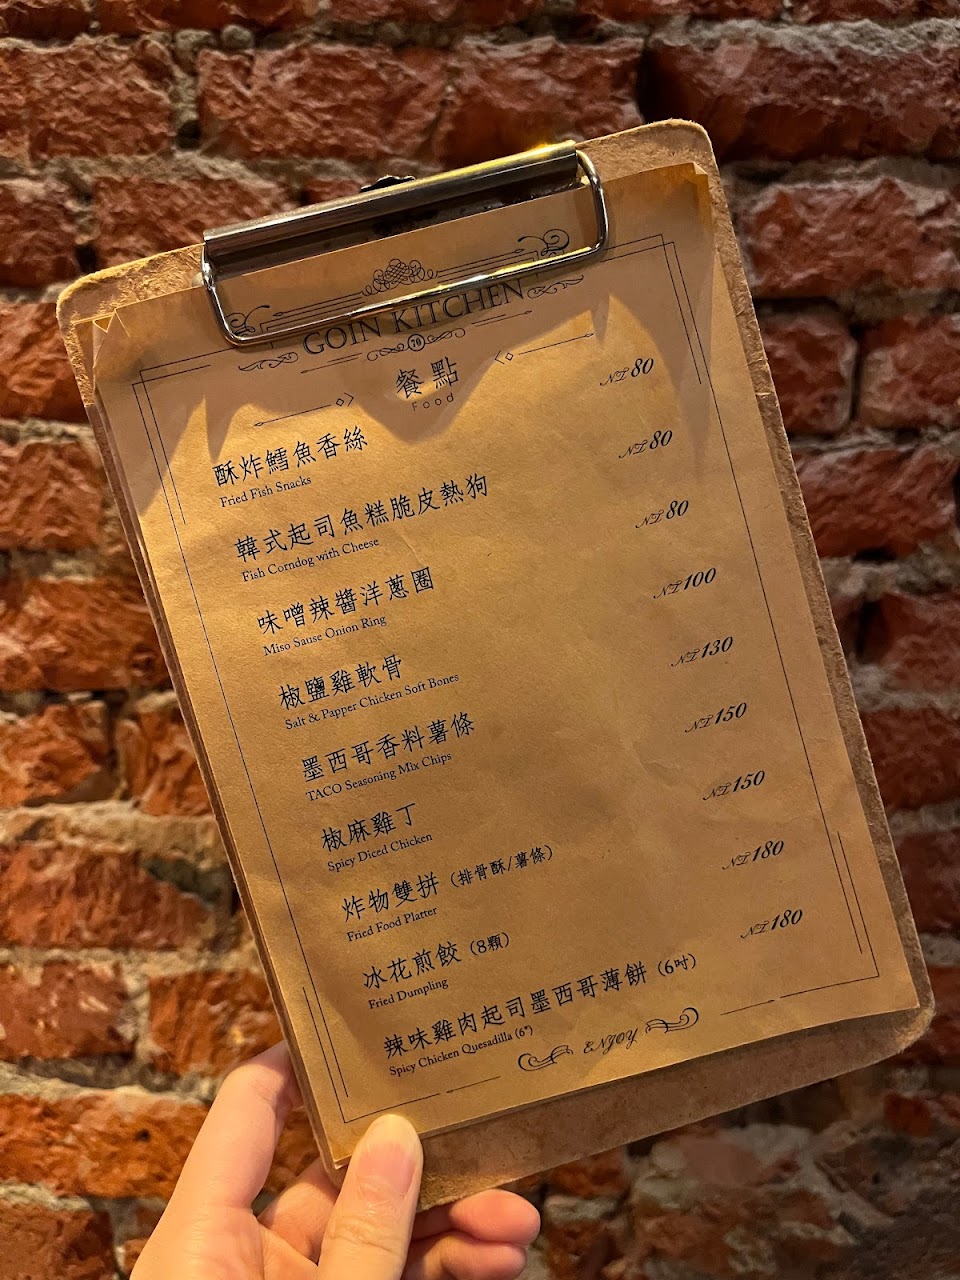 GOIN KITCHEN
70
餐點
Food
酥炸鱈魚香絲 NT.80
Fried Fish Snacks
韓式起司魚糕脆皮熱狗 NT.80
Fish Corndog with Cheese
味噌辣醬洋蔥圈 NT.80
Miso Sause Onion Ring
椒鹽雞軟骨 NT.100
Salt & Papper Chicken Soft Bones
墨西哥香料薯條 NT.130
TACO Seasoning Mix Chips
椒麻雞丁 NT.150
Spicy Diced Chicken
炸物雙拼 (排骨酥/薯條) NT.150
Fried Food Platter
冰花煎餃 (8顆) NT.180
Fried Dumpling
辣味雞肉起司墨西哥薄餅 (6吋) NT.180
Spicy Chicken Quesadilla (6")
ENJOY